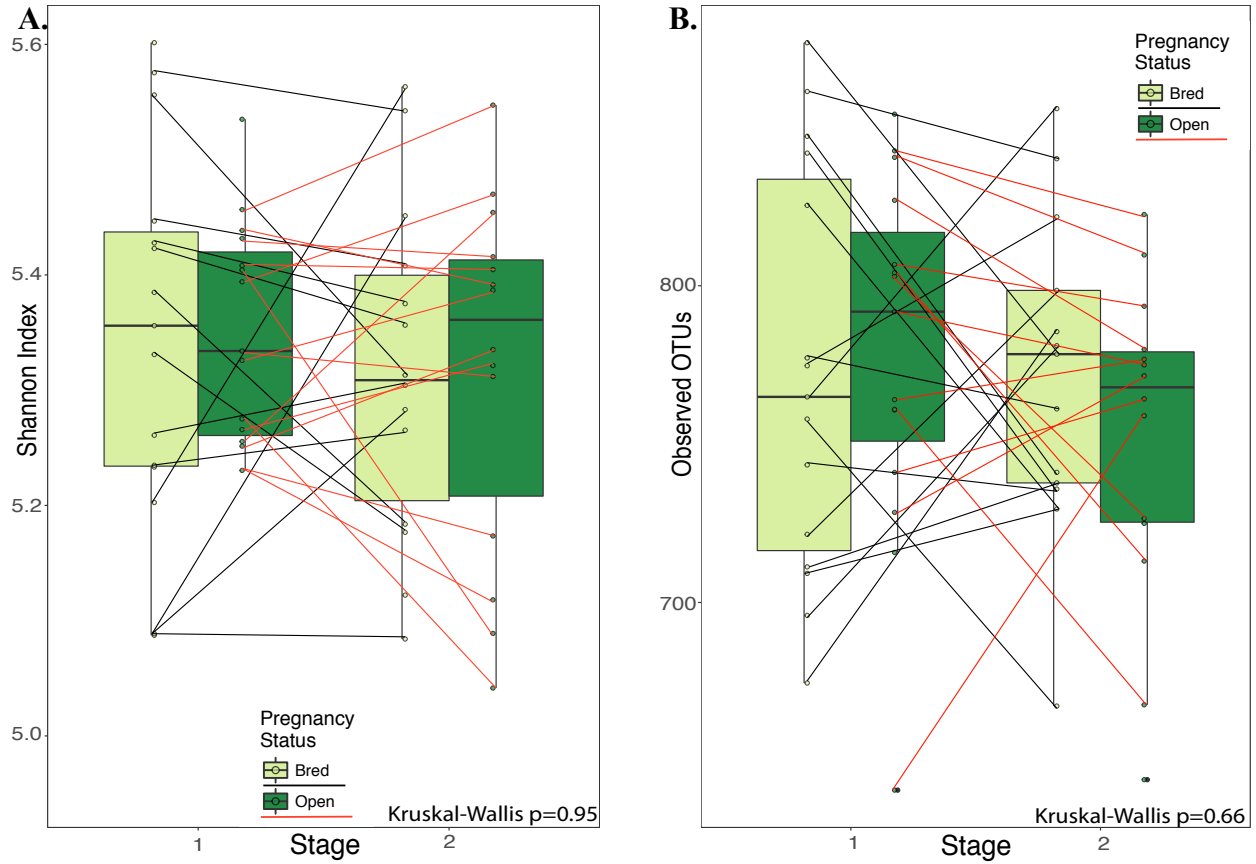 A.
Shannon Index
5.6
5.4
5.2
5.0
Pregnancy
Status
Bred
Open
Kruskal-Wallis p=0.95
1
2
Stage
B.
Observed OTUs
800
700
Pregnancy
Status
Bred
Open
Kruskal-Wallis p=0.66
1
2
Stage